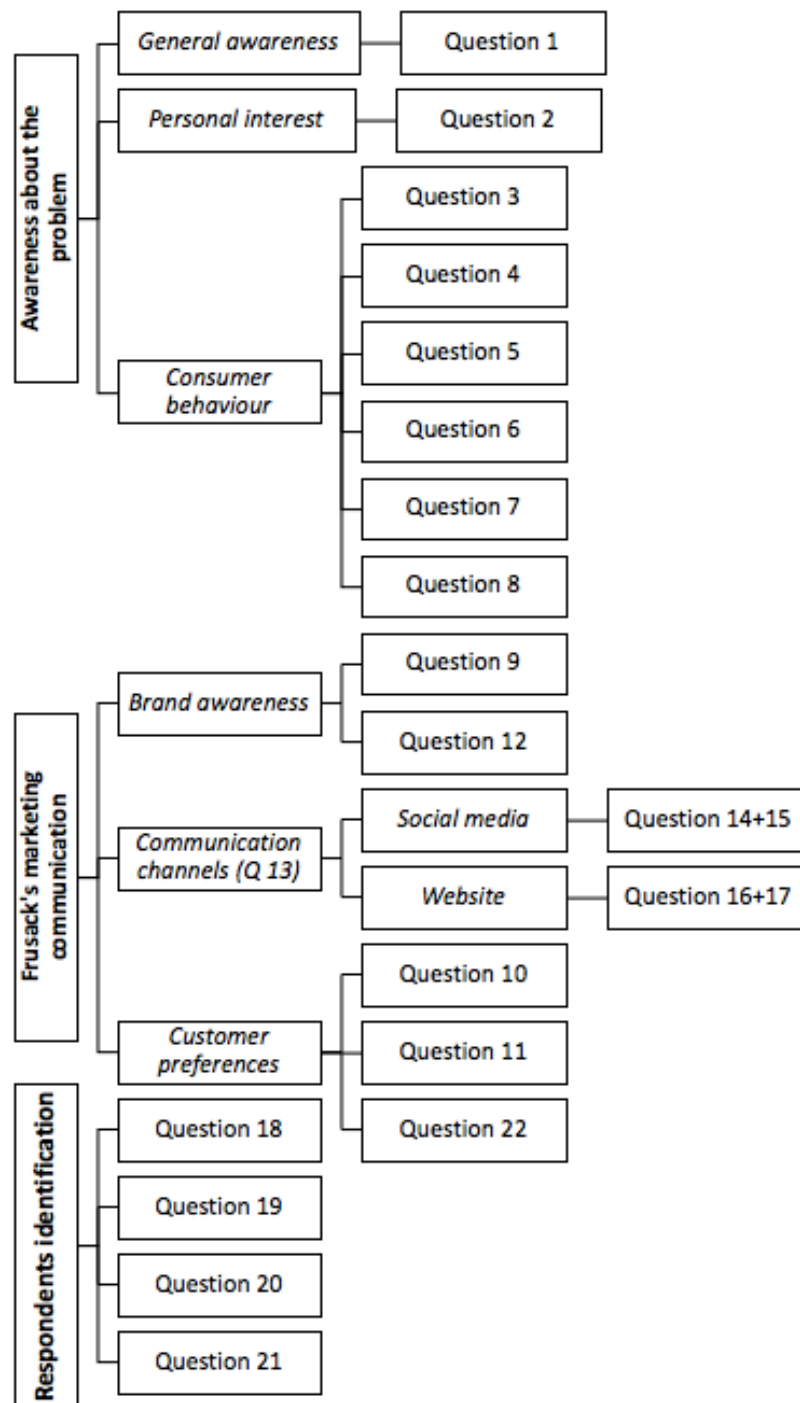 Awareness about the
problem
General awareness
Question 1
Personal interest
Question 2
Consumer
behaviour
Question 3
Question 4
Question 5
Question 6
Question 7
Question 8
Frusack's marketing
communication
Brand awareness
Question 9
Question 12
Communication
channels (Q 13)
Social media
Question 14+15
Website
Question 16+17
Customer
preferences
Question 10
Question 11
Question 22
Respondents identification
Question 18
Question 19
Question 20
Question 21